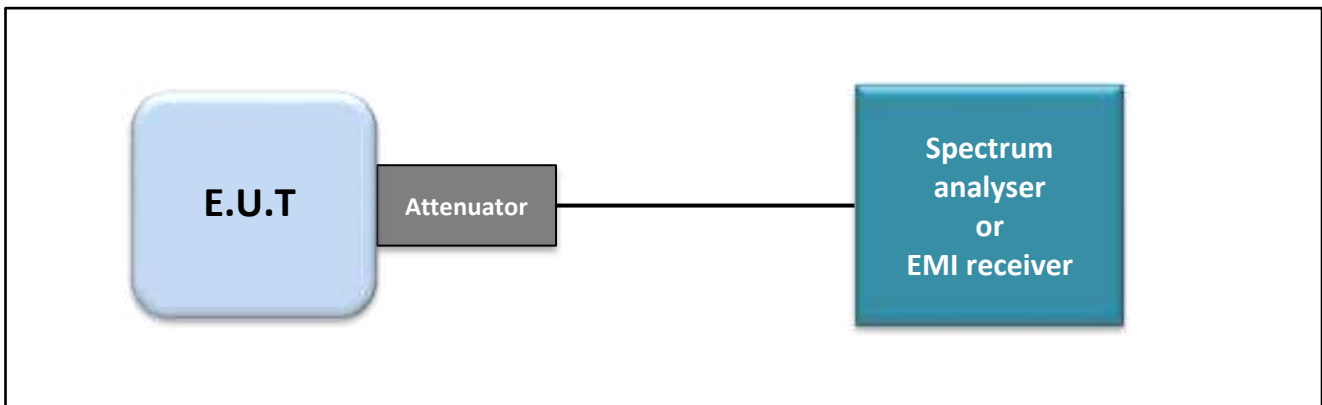 E.U.T
Attenuator
Spectrum
analyser
or
EMI receiver